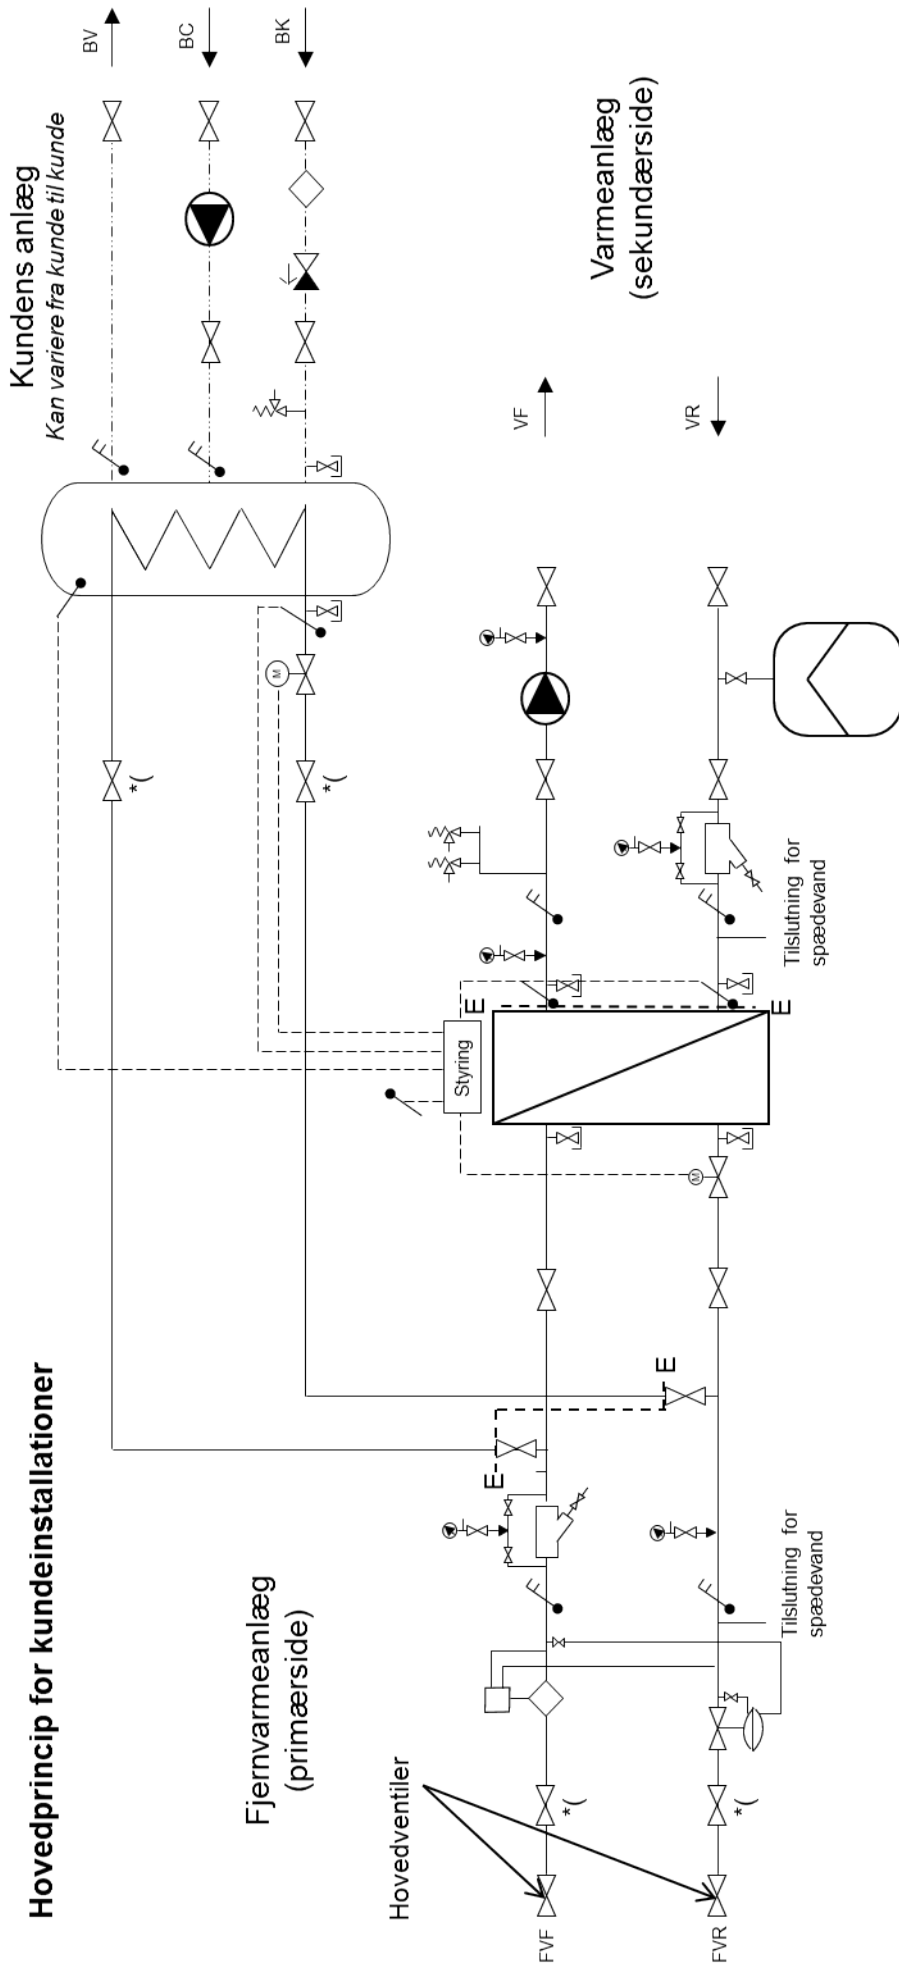 Hovedprincip for kundeinstallationer
Kundens anlæg
Kan variere fra kunde til kunde
BV
BC
BK
*(
*(
Fjernvarmeanlæg
(primærside)
Varmeanlæg
(sekundærside)
Hovedventiler
M
Styring
E
E
E
E
M
VF
VR
FVF
*(
FVR
*(
Tilslutning for
spædevand
Tilslutning for
spædevand